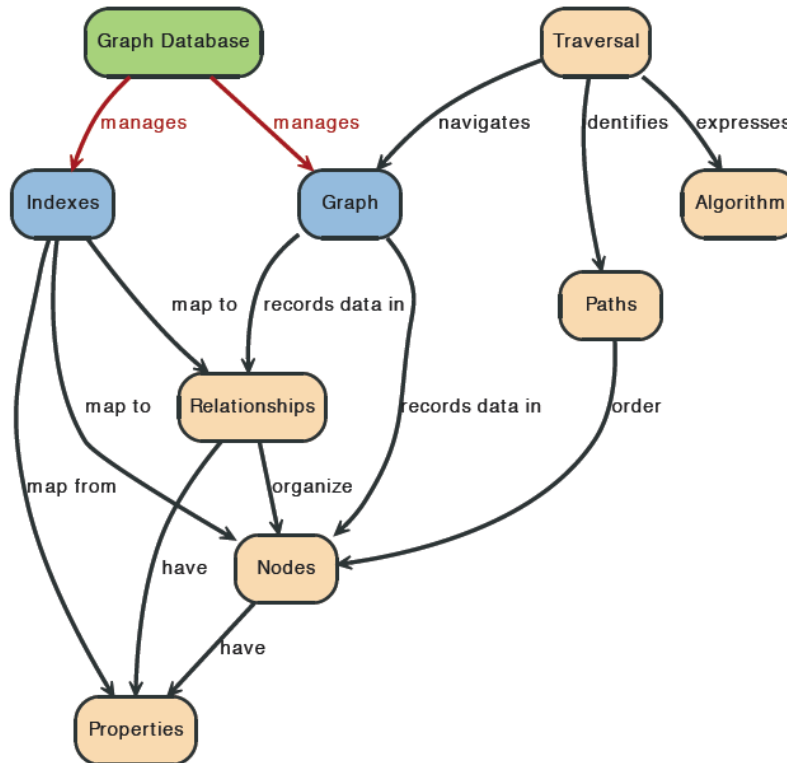 Graph Database
Traversal
manages
manages
navigates
dentifies
expresses
Indexes
Graph
Algorithm
map to
records data in
Paths
Relationships
map to
records data in
order
map from
organize
have
Nodes
have
Properties